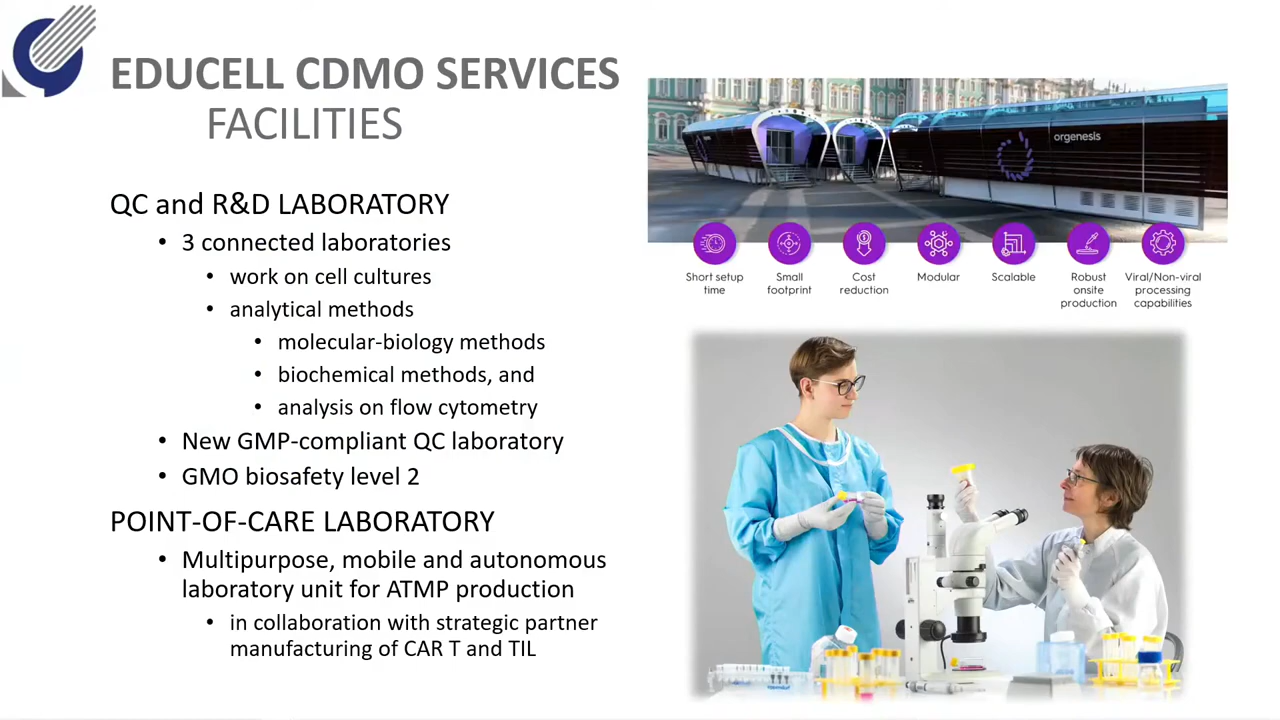 EDUCELL CDMO SERVICES
FACILITIES
QC and R&D LABORATORY
• 3 connected laboratories
• work on cell cultures
• analytical methods
• molecular-biology methods
• biochemical methods, and
• analysis on flow cytometry
• New GMP-compliant QC laboratory
• GMO biosafety level 2
POINT-OF-CARE LABORATORY
• Multipurpose, mobile and autonomous
laboratory unit for ATMP production
• in collaboration with strategic partner
manufacturing of CAR T and TIL
orgenesis
Short setup
time
Small
footprint
Cost
reduction
Modular
Scalable
Robust
onsite
production
Viral/Non-viral
processing
capabilities